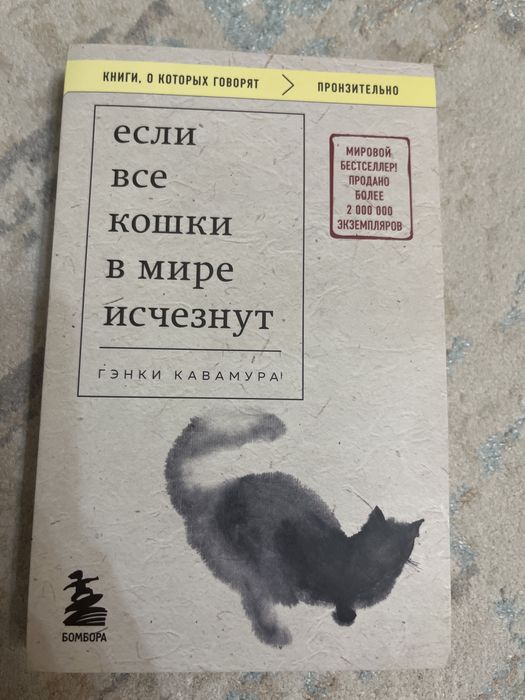 КНИГИ, О КОТОРЫХ ГОВОРЯТ > ПРОНЗИТЕЛЬНО
если
все
кошки
в мире
исчезнут
ГЭНКИ КАВАМУРА
МИРОВОЙ
БЕСТСЕЛЛЕР!
ПРОДАНО
БОЛЕЕ
2 000 000
ЭКЗЕМПЛЯРОВ
БОМБОРА